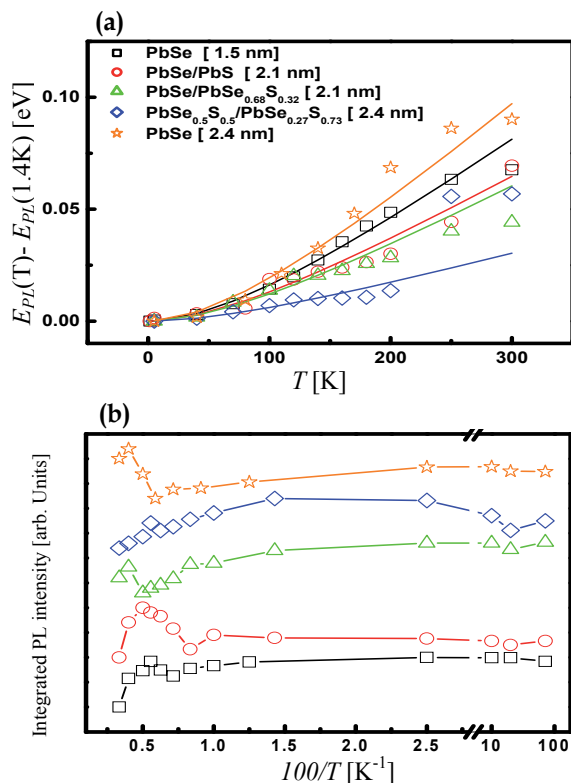 (a)
E_PL(T)- E_PL(1.4K) [eV]
0.10
0.05
0.00
PbSe [ 1.5 nm]
PbSe/PbS [ 2.1 nm]
PbSe/PbSe₀.₆₈S₀.₃₂ [ 2.1 nm]
PbSe₀.₅S₀.₅/PbSe₀.₂₇S₀.₇₃ [ 2.4 nm]
PbSe [ 2.4 nm]
0 100 200 300
T [K]
(b)
Integrated PL intensity [arb. Units]
0.5 1.0 1.5 2.0 2.5 10 100
100/T [K⁻¹]